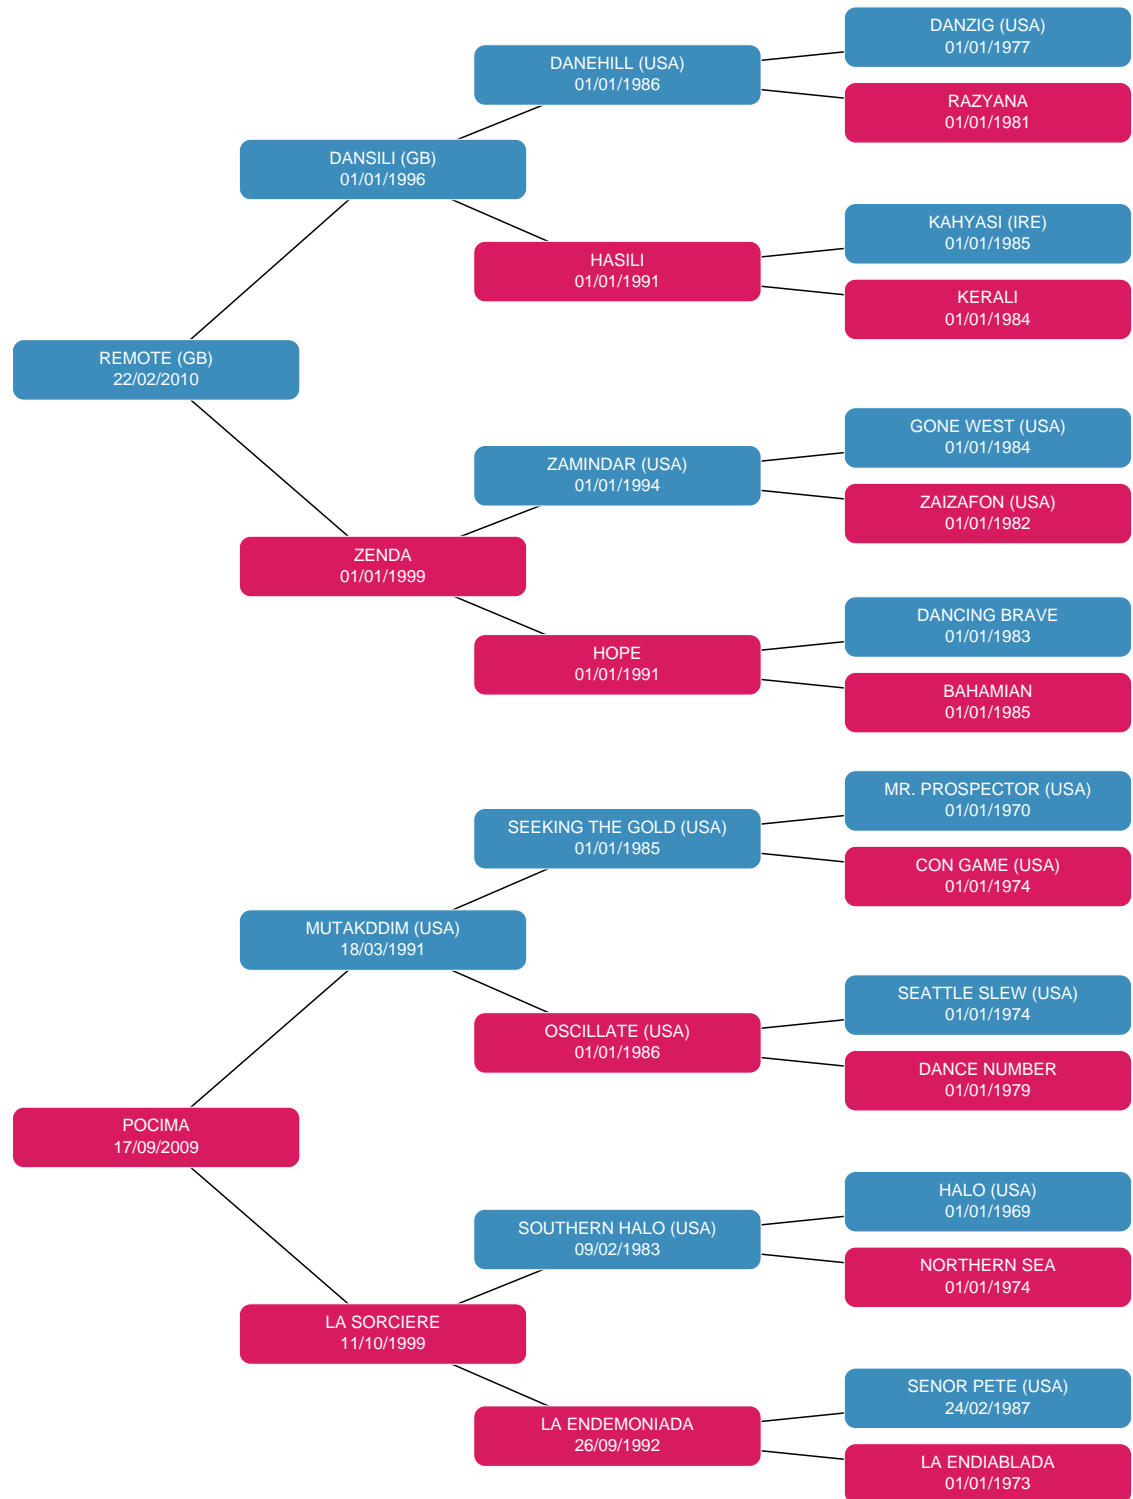 DANZIG (USA)
01/01/1977
DANEHILL (USA)
01/01/1986
RAZYANA
01/01/1981
DANSILI (GB)
01/01/1996
KAHYASI (IRE)
01/01/1985
HASILI
01/01/1991
KERALI
01/01/1984
REMOTE (GB)
22/02/2010
GONE WEST (USA)
01/01/1984
ZAMINDAR (USA)
01/01/1994
ZAIZAFON (USA)
01/01/1982
ZENDA
01/01/1999
DANCING BRAVE
01/01/1983
HOPE
01/01/1991
BAHAMIAN
01/01/1985
MR. PROSPECTOR (USA)
01/01/1970
SEEKING THE GOLD (USA)
01/01/1985
CON GAME (USA)
01/01/1974
MUTAKDDIM (USA)
18/03/1991
SEATTLE SLEW (USA)
01/01/1974
OSCILLATE (USA)
01/01/1986
DANCE NUMBER
01/01/1979
POCIMA
17/09/2009
HALO (USA)
01/01/1969
SOUTHERN HALO (USA)
09/02/1983
NORTHERN SEA
01/01/1974
LA SORCIERE
11/10/1999
SENOR PETE (USA)
24/02/1987
LA ENDEMONIADA
26/09/1992
LA ENDIABLADA
01/01/1973